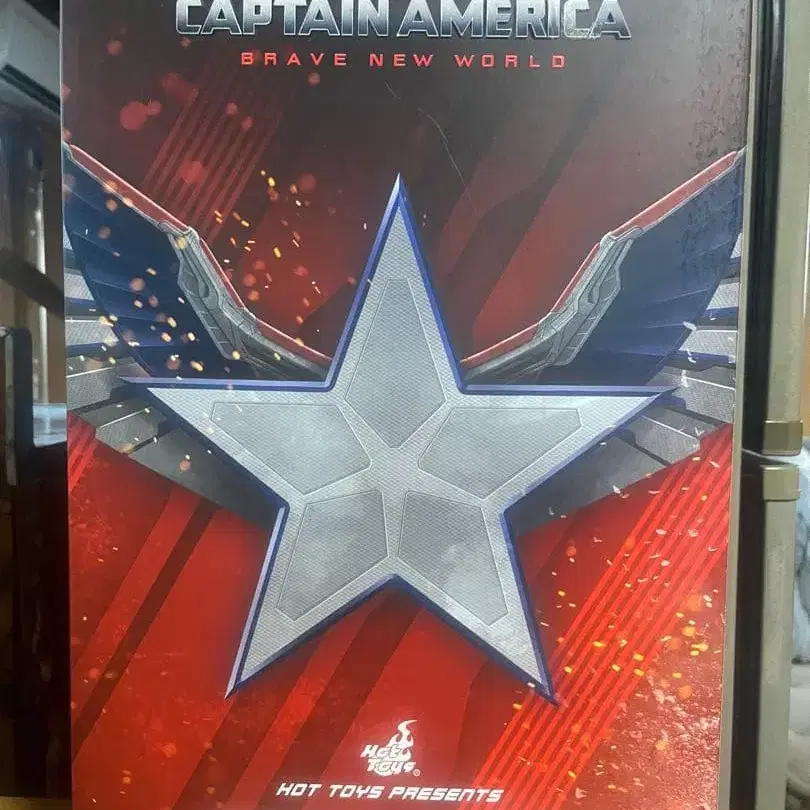 CAPTAIN AMERICA
BRAVE NEW WORLD
Hot
Toys®
HOT TOYS PRESENTS